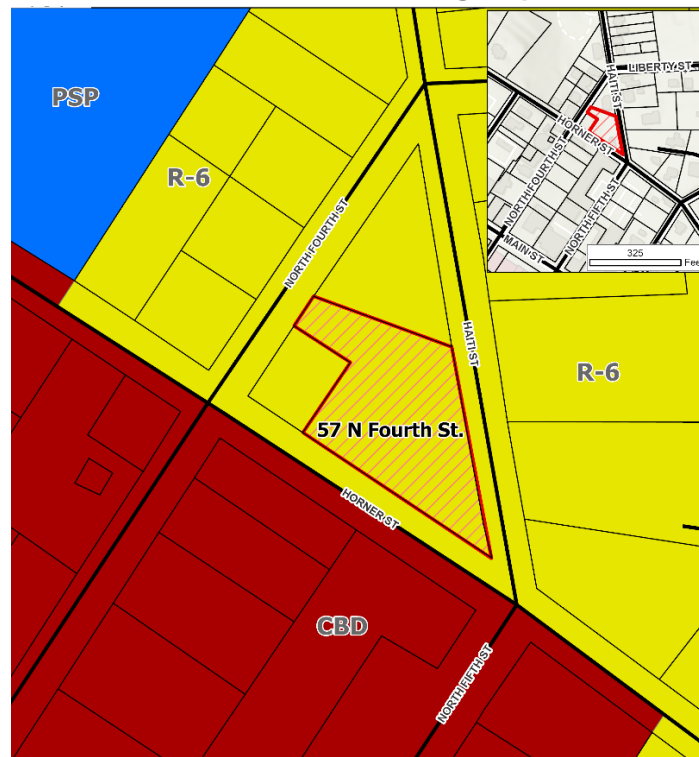 PSP
R-6
NORTH FOURTH ST
HAITI ST
R-6
57 N Fourth St.
HORNER ST
CBD
NORTH FIFTH ST
LIBERTY ST
HAITI ST
HORNER ST
NORTH FOURTH ST
NORTH FIFTH ST
MAIN ST
325
Fee